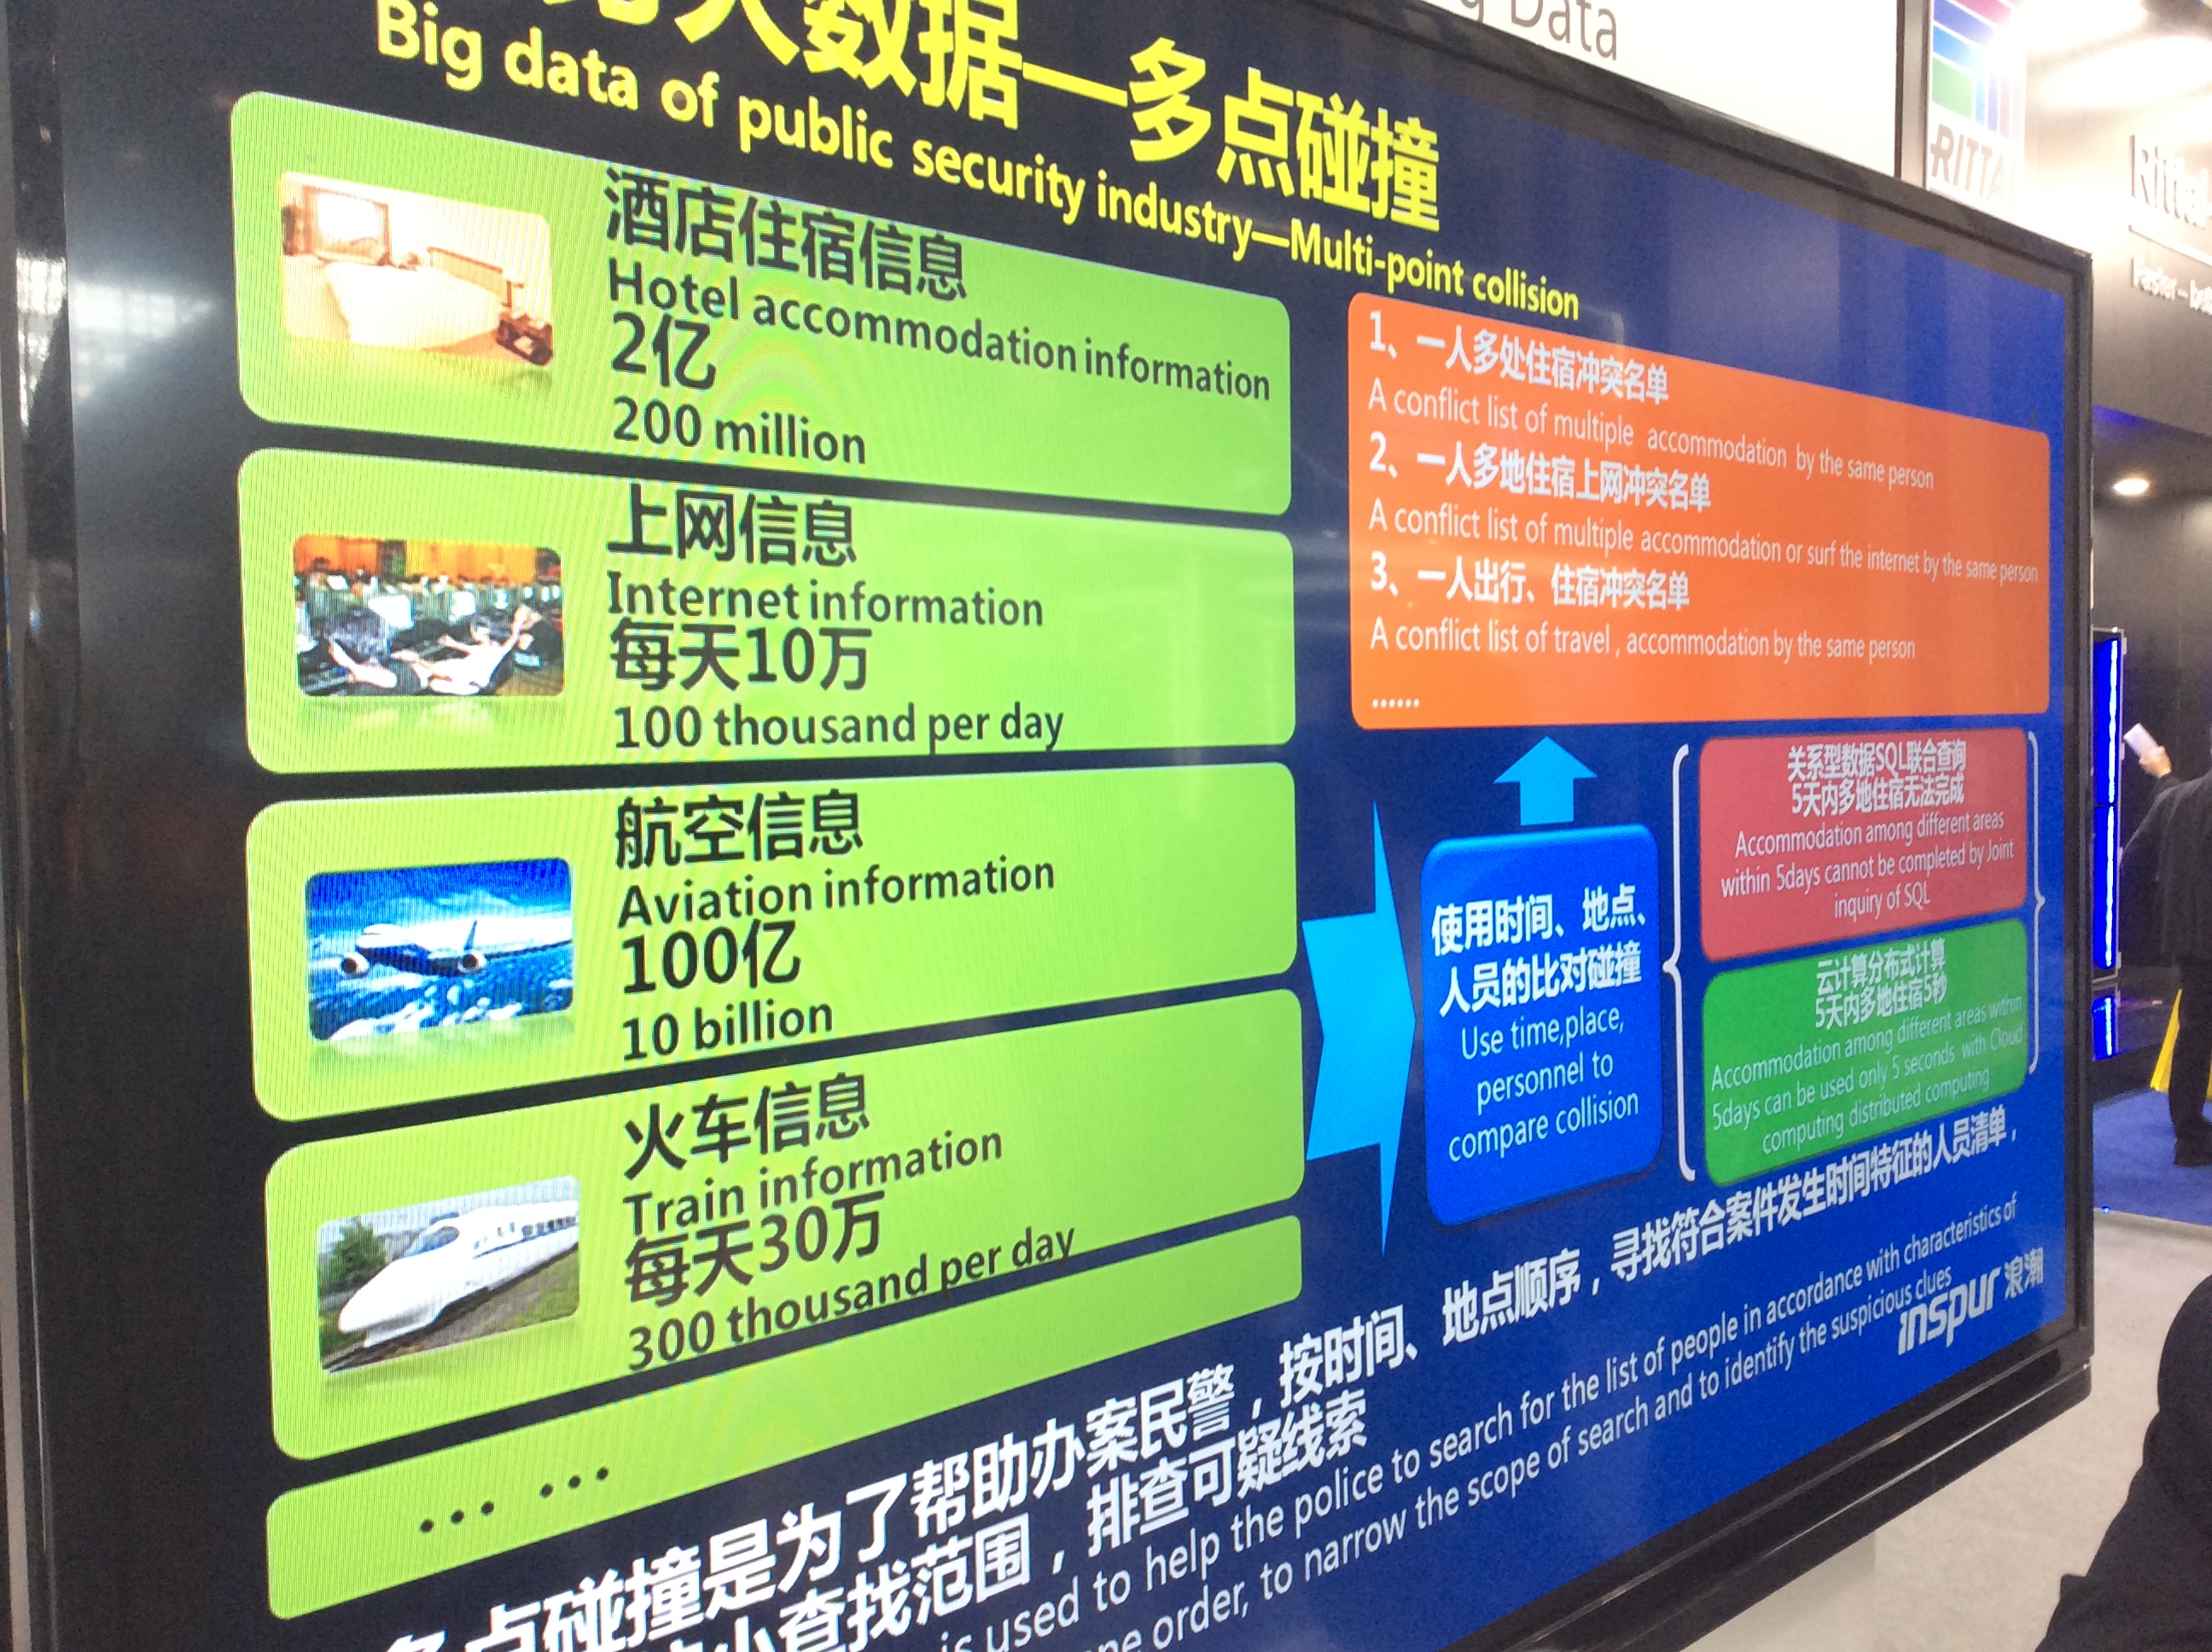 g Data
大数据—多点碰撞
Big data of public security industry—Multi-point collision
RITTAL
酒店住宿信息
Hotel accommodation information
2亿
200 million
上网信息
Internet information
每天10万
100 thousand per day
航空信息
Aviation information
100亿
10 billion
火车信息
Train information
每天30万
300 thousand per day
... ...
1、一人多处住宿冲突名单
A conflict list of multiple accommodation by the same person
2、一人多地住宿上网冲突名单
A conflict list of multiple accommodation or surf the internet by the same person
3、一人出行、住宿冲突名单
A conflict list of travel , accommodation by the same person
......
使用时间、地点、
人员的比对碰撞
Use time,place,
personnel to
compare collision
关系型数据SQL联合查询
5天内多地住宿无法完成
Accommodation among different areas
within 5days cannot be completed by Joint
inquiry of SQL
云计算分布式计算
5天内多地住宿5秒
Accommodation among different areas within
5days can be used only 5 seconds with Cloud
computing distributed computing
多点碰撞是为了帮助办案民警，按时间、地点顺序，寻找符合案件发生时间特征的人员清单，
小查找范围，排查可疑线索
is used to help the police to search for the list of people in accordance with characteristics of
order, to narrow the scope of search and to identify the suspicious clues
inspur 浪潮